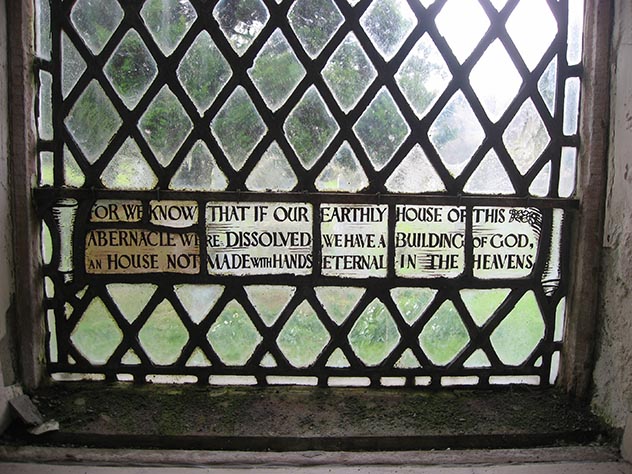 FOR WE KNOW THAT IF OUR EARTHLY HOUSE OF THIS
ABERNACLE WERE DISSOLVED WE HAVE A BUILDING OF GOD,
AN HOUSE NOT MADE WITH HANDS ETERNAL IN THE HEAVENS